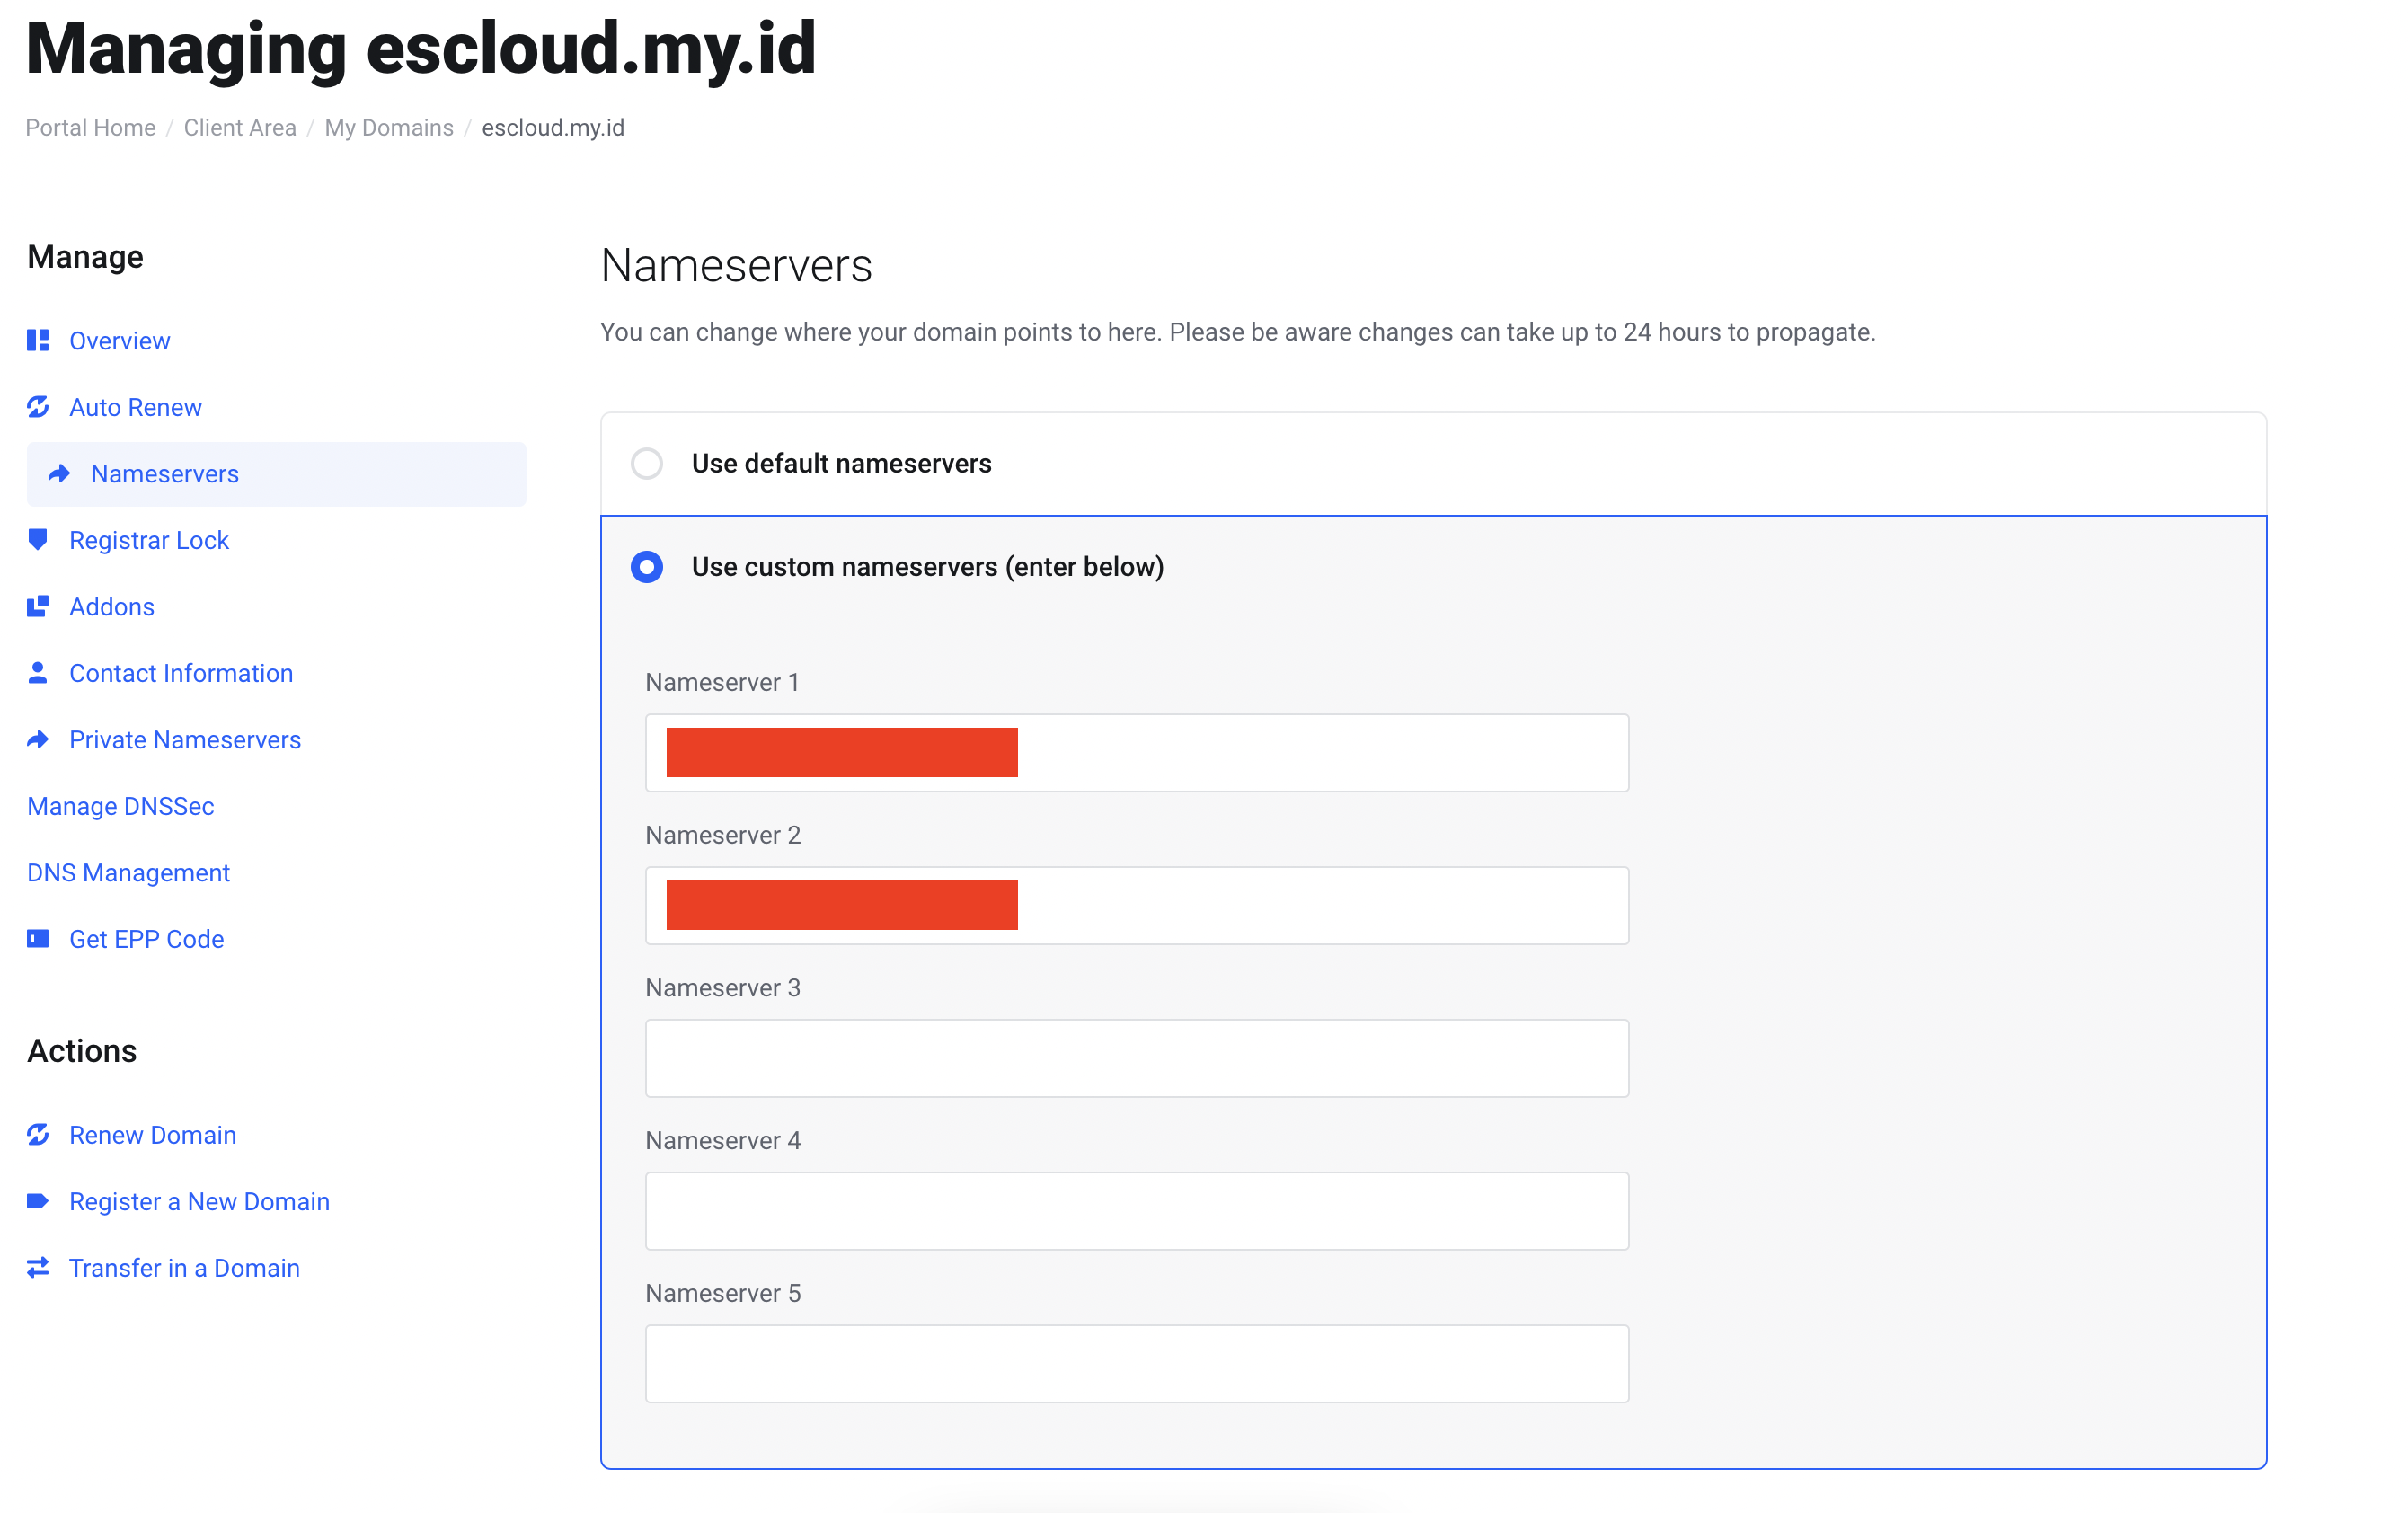 Managing escloud.my.id
Portal Home / Client Area / My Domains / escloud.my.id
Manage
Overview
Auto Renew
Nameservers
Registrar Lock
Addons
Contact Information
Private Nameservers
Manage DNSSec
DNS Management
Get EPP Code
Actions
Renew Domain
Register a New Domain
Transfer in a Domain
Nameservers
You can change where your domain points to here. Please be aware changes can take up to 24 hours to propagate.
Use default nameservers
Use custom nameservers (enter below)
Nameserver 1
Nameserver 2
Nameserver 3
Nameserver 4
Nameserver 5